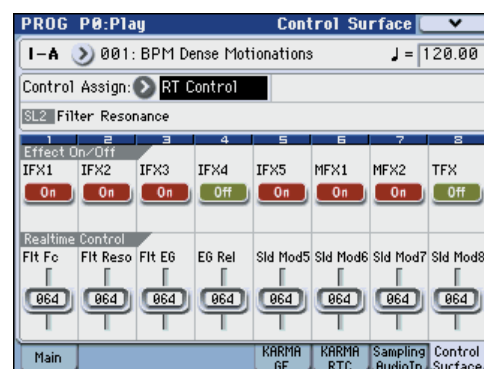 PROG P0:Play Control Surface
I-A 001: BPM Dense Motionations ♩= 120.00
Control Assign: RT Control
SL2 Filter Resonance
1 2 3 4 5 6 7 8
Effect On/Off
IFX1 IFX2 IFX3 IFX4 IFX5 MFX1 MFX2 TFX
On On On Off On On On Off
Realtime Control
Flt Fc Flt Reso Flt EG EG Rel Sld Mod5 Sld Mod6 Sld Mod7 Sld Mod8
064 064 064 064 064 064 064 064
Main KARMA GE KARMA RTC Sampling AudioIn Control Surface